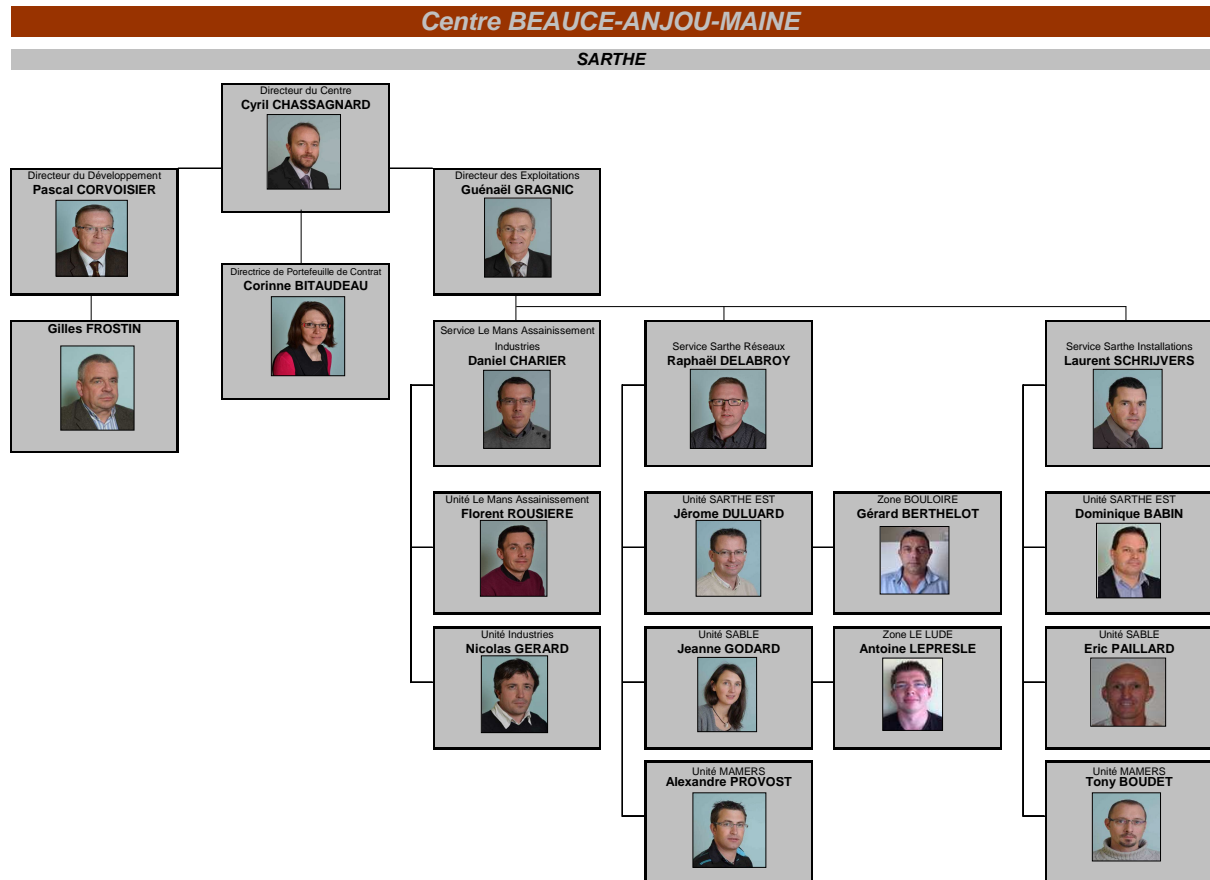 Centre BEAUCE-ANJOU-MAINE
SARTHE
Directeur du Centre
Cyril CHASSAGNARD
Directeur du Développement
Pascal CORVOISIER
Directeur des Exploitations
Guénaël GRAGNIC
Directrice de Portefeuille de Contrat
Corinne BITAUDEAU
Gilles FROSTIN
Service Le Mans Assainissement
Industries
Daniel CHARIER
Service Sarthe Réseaux
Raphaël DELABROY
Service Sarthe Installations
Laurent SCHRIJVERS
Unité Le Mans Assainissement
Florent ROUSIERE
Unité SARTHE EST
Jêrome DULUARD
Zone BOULOIRE
Gérard BERTHELOT
Unité SARTHE EST
Dominique BABIN
Unité Industries
Nicolas GERARD
Unité SABLE
Jeanne GODARD
Zone LE LUDE
Antoine LEPRESLE
Unité SABLE
Eric PAILLARD
Unité MAMERS
Alexandre PROVOST
Unité MAMERS
Tony BOUDET